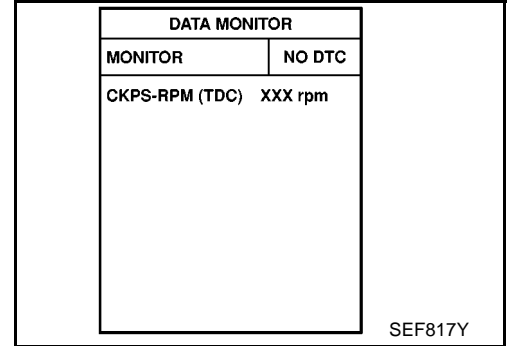 DATA MONITOR
MONITOR NO DTC
CKPS-RPM (TDC) XXX rpm
SEF817Y